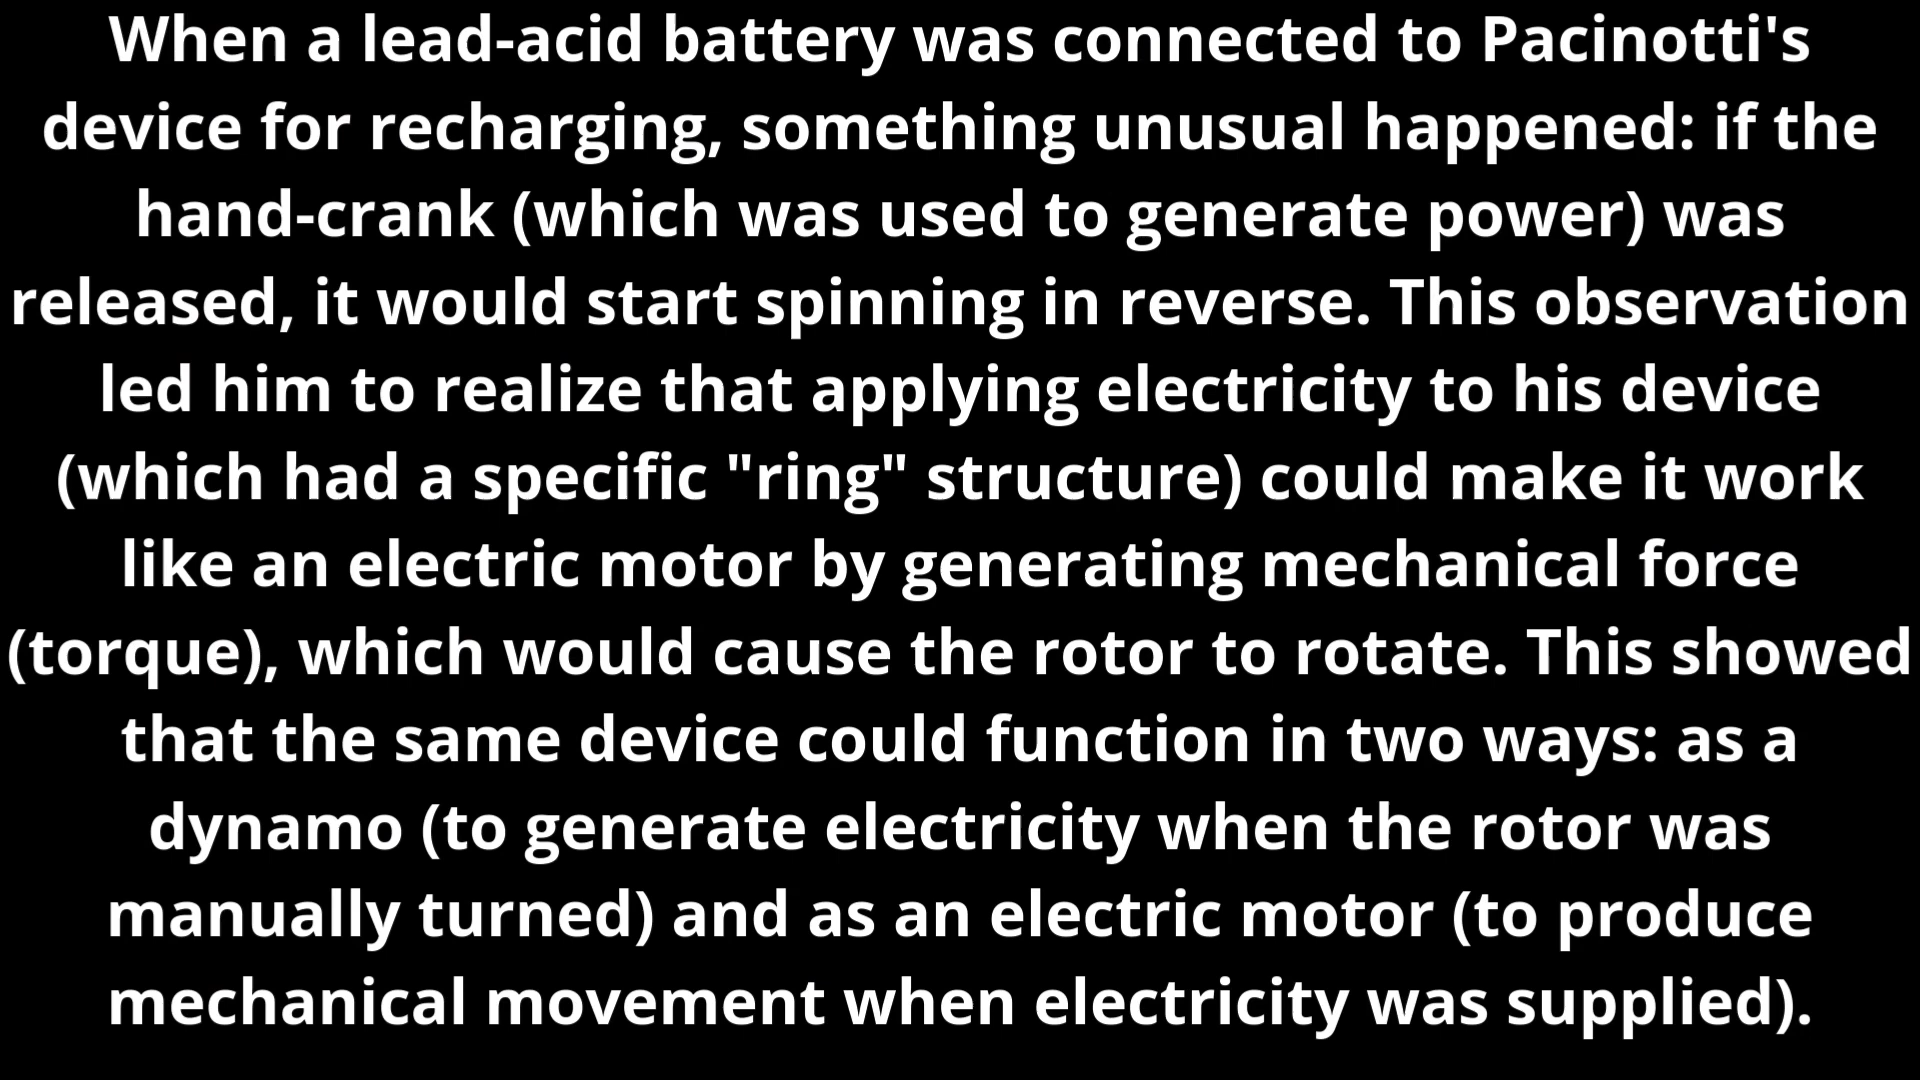 When a lead-acid battery was connected to Pacinotti's
device for recharging, something unusual happened: if the
hand-crank (which was used to generate power) was
released, it would start spinning in reverse. This observation
led him to realize that applying electricity to his device
(which had a specific "ring" structure) could make it work
like an electric motor by generating mechanical force
(torque), which would cause the rotor to rotate. This showed
that the same device could function in two ways: as a
dynamo (to generate electricity when the rotor was
manually turned) and as an electric motor (to produce
mechanical movement when electricity was supplied).